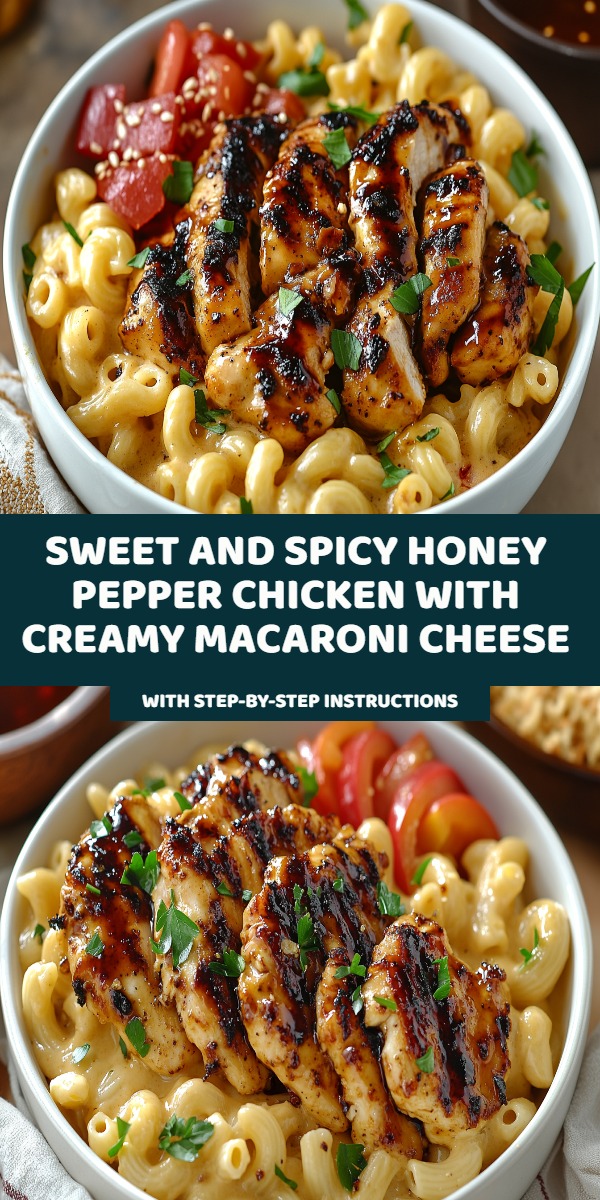 SWEET AND SPICY HONEY
PEPPER CHICKEN WITH
CREAMY MACARONI CHEESE
WITH STEP-BY-STEP INSTRUCTIONS